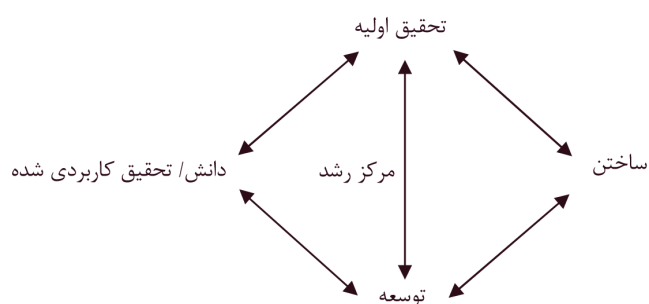 تحقیق اولیه
ساختن
مرکز رشد
دانش/ تحقیق کاربردی شده
توسعه